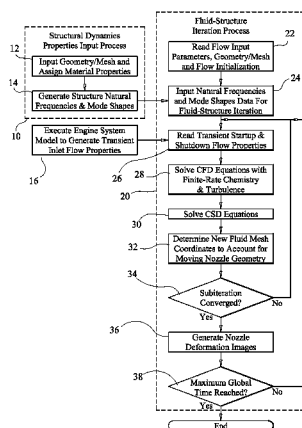 Structural Dynamics
Properties Input Process
12
Input Geometry/Mesh and
Assign Material Properties
14
Generate Structure Natural
Frequencies & Mode Shapes
10
Execute Engine System
Model to Generate Transient
Inlet Flow Properties
16
Fluid-Structure
Iteration Process
22
Read Flow Input
Parameters, Geometry/Mesh
and Flow Initialization
24
Input Natural Frequencies
and Mode Shapes Data For
Fluid-Structure Iteration
Read Transient Startup &
Shutdown Flow Properties
26
28
Solve CFD Equations with
Finite-Rate Chemistry
& Turbulence
20
Solve CSD Equations
30
32
Determine New Fluid Mesh
Coordinates to Account for
Moving Nozzle Geometry
34
Subiteration
Converged?
No
Yes
36
Generate Nozzle
Deformation Images
38
Maximum Global
Time Reached?
No
Yes
End